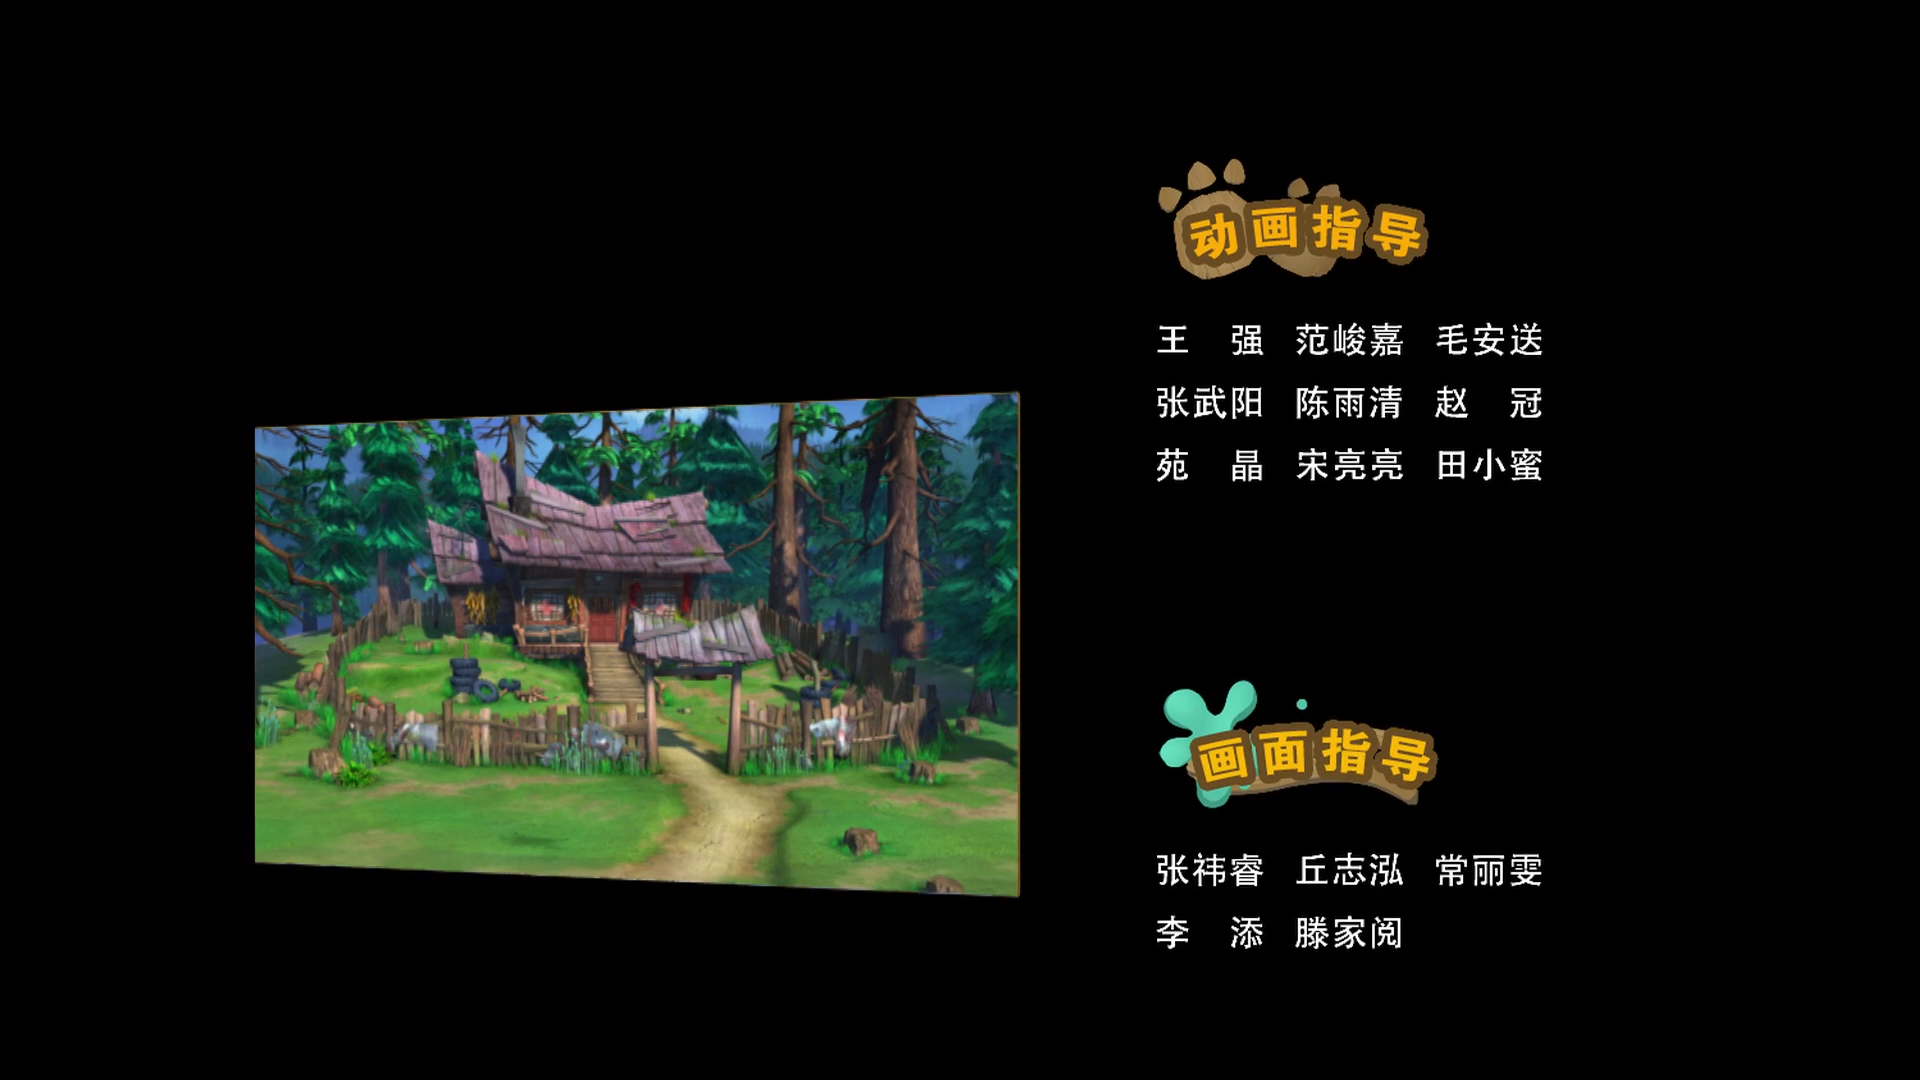 动画指导
王　强　范峻嘉　毛安送
张武阳　陈雨清　赵　冠
苑　晶　宋亮亮　田小蜜
画面指导
张祎睿　丘志泓　常丽雯
李　添　滕家阅